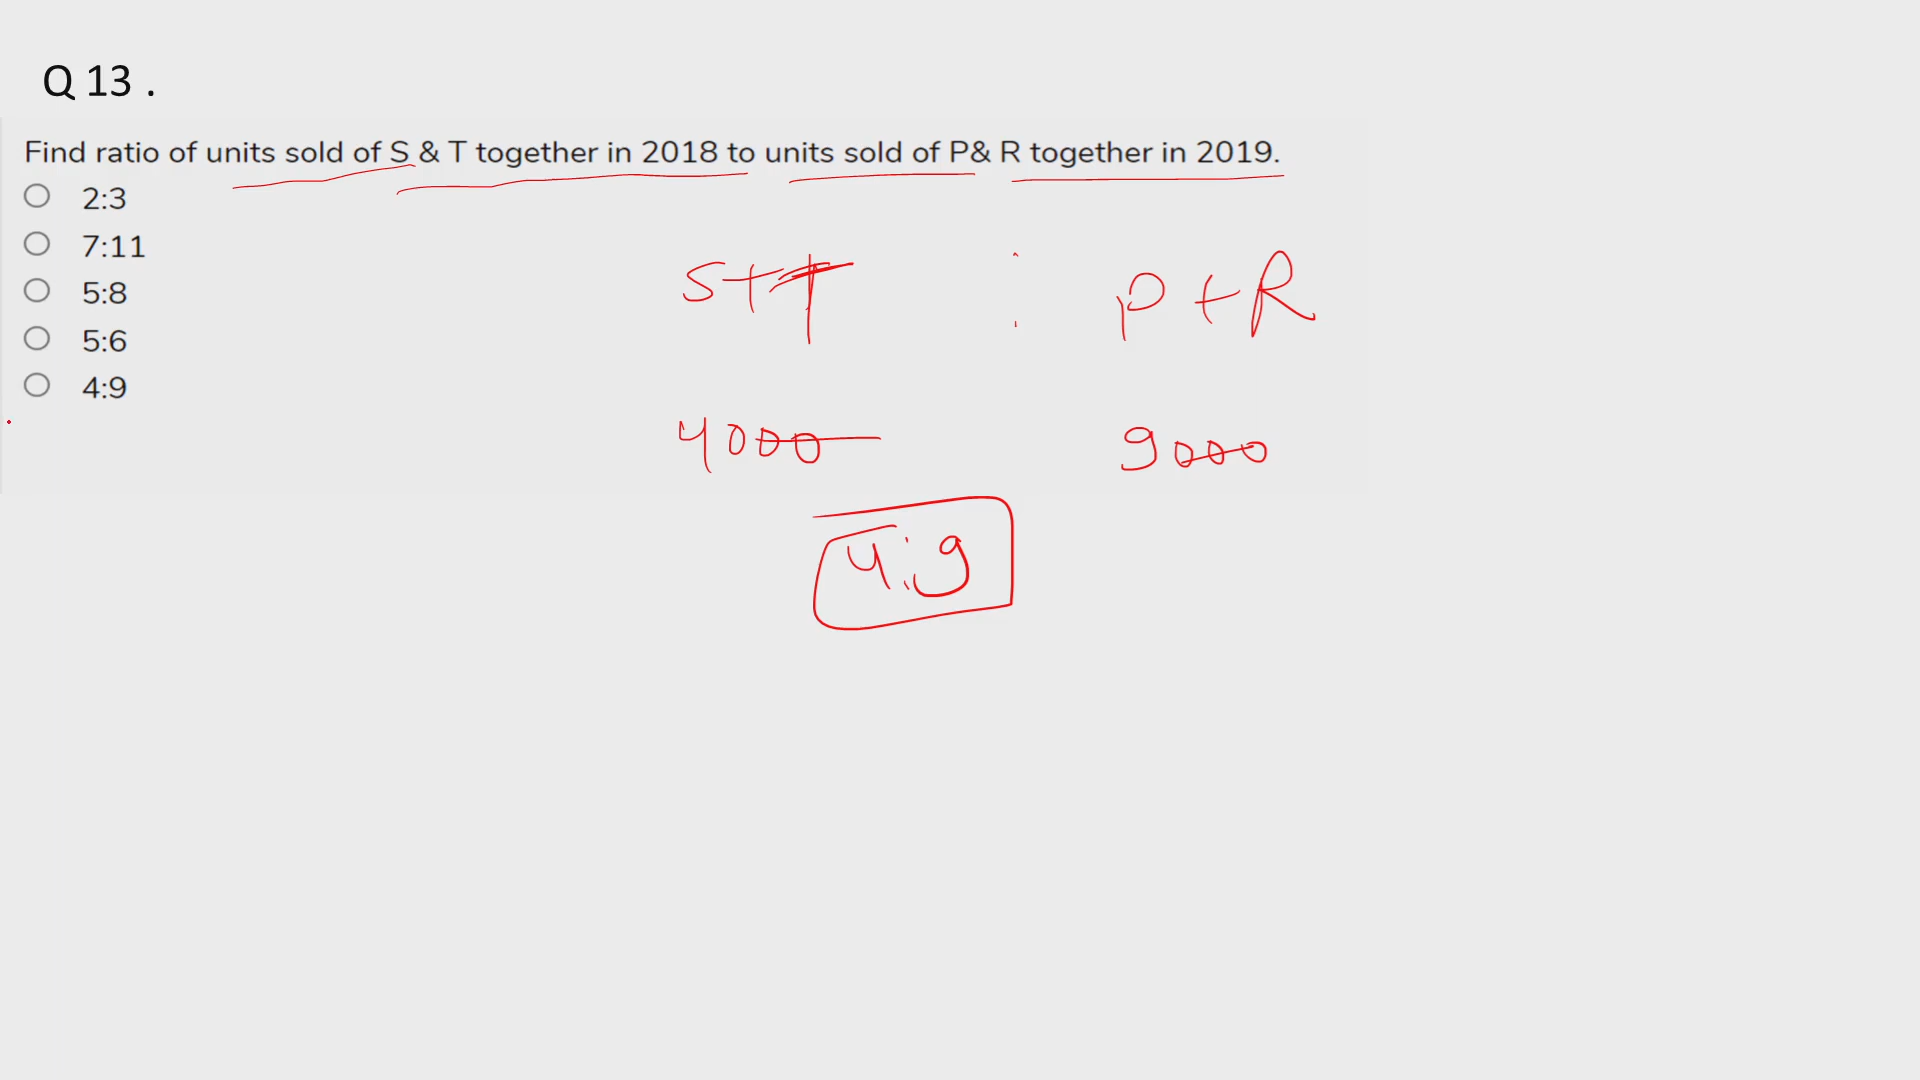 Q 13 .
Find ratio of units sold of S & T together in 2018 to units sold of P& R together in 2019.
2:3
7:11
5:8
5:6
4:9
S+T : P+R
4000 9000
4:9